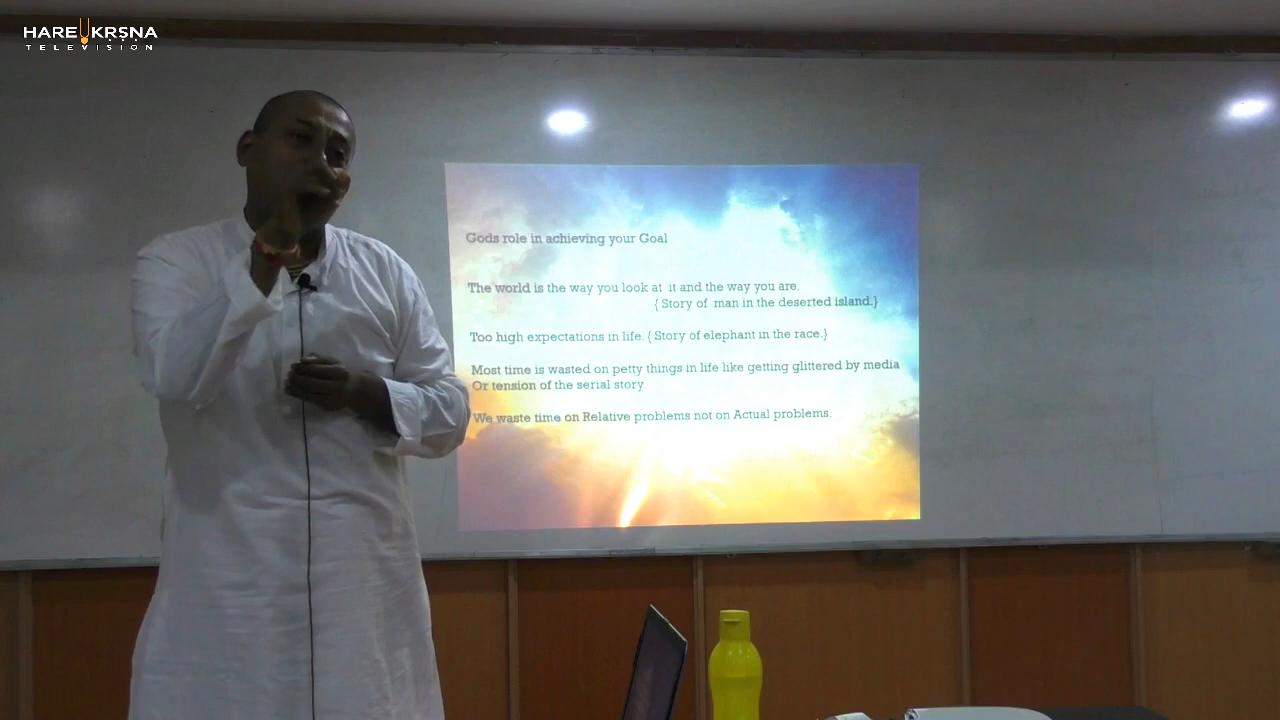 HARE KRSNA
TELEVISION
Gods role in achieving your Goal
The world is the way you look at it and the way you are.
{ Story of man in the deserted island.}
Too high expectations in life. { Story of elephant in the race.}
Most time is wasted on petty things in life like getting glittered by media
Or tension of the serial story.
We waste time on Relative problems not on Actual problems.